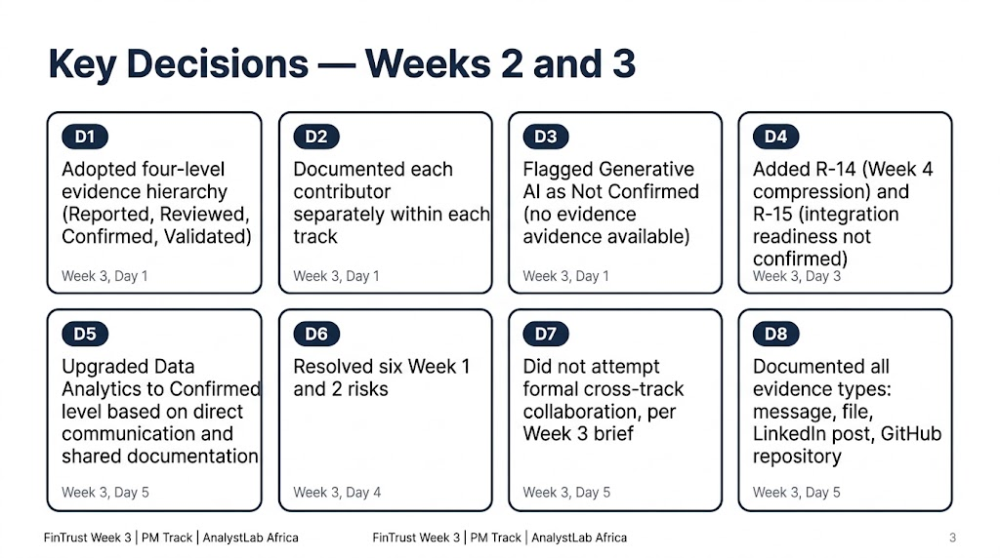 Key Decisions — Weeks 2 and 3
D1
Adopted four-level
evidence hierarchy
(Reported, Reviewed,
Confirmed, Validated)
Week 3, Day 1
D2
Documented each
contributor
separately within each
track
Week 3, Day 1
D3
Flagged Generative
AI as Not Confirmed
(no evidence
avidence available)
Week 3, Day 1
D4
Added R-14 (Week 4
compression) and
R-15 (integration
readiness not
confirmed)
Week 3, Day 3
D5
Upgraded Data
Analytics to Confirmed
level based on direct
communication and
shared documentation
Week 3, Day 5
D6
Resolved six Week 1
and 2 risks
Week 3, Day 4
D7
Did not attempt
formal cross-track
collaboration, per
Week 3 brief
Week 3, Day 5
D8
Documented all
evidence types:
message, file,
LinkedIn post, GitHub
repository
Week 3, Day 5
FinTrust Week 3 | PM Track | AnalystLab Africa
FinTrust Week 3 | PM Track | AnalystLab Africa
3